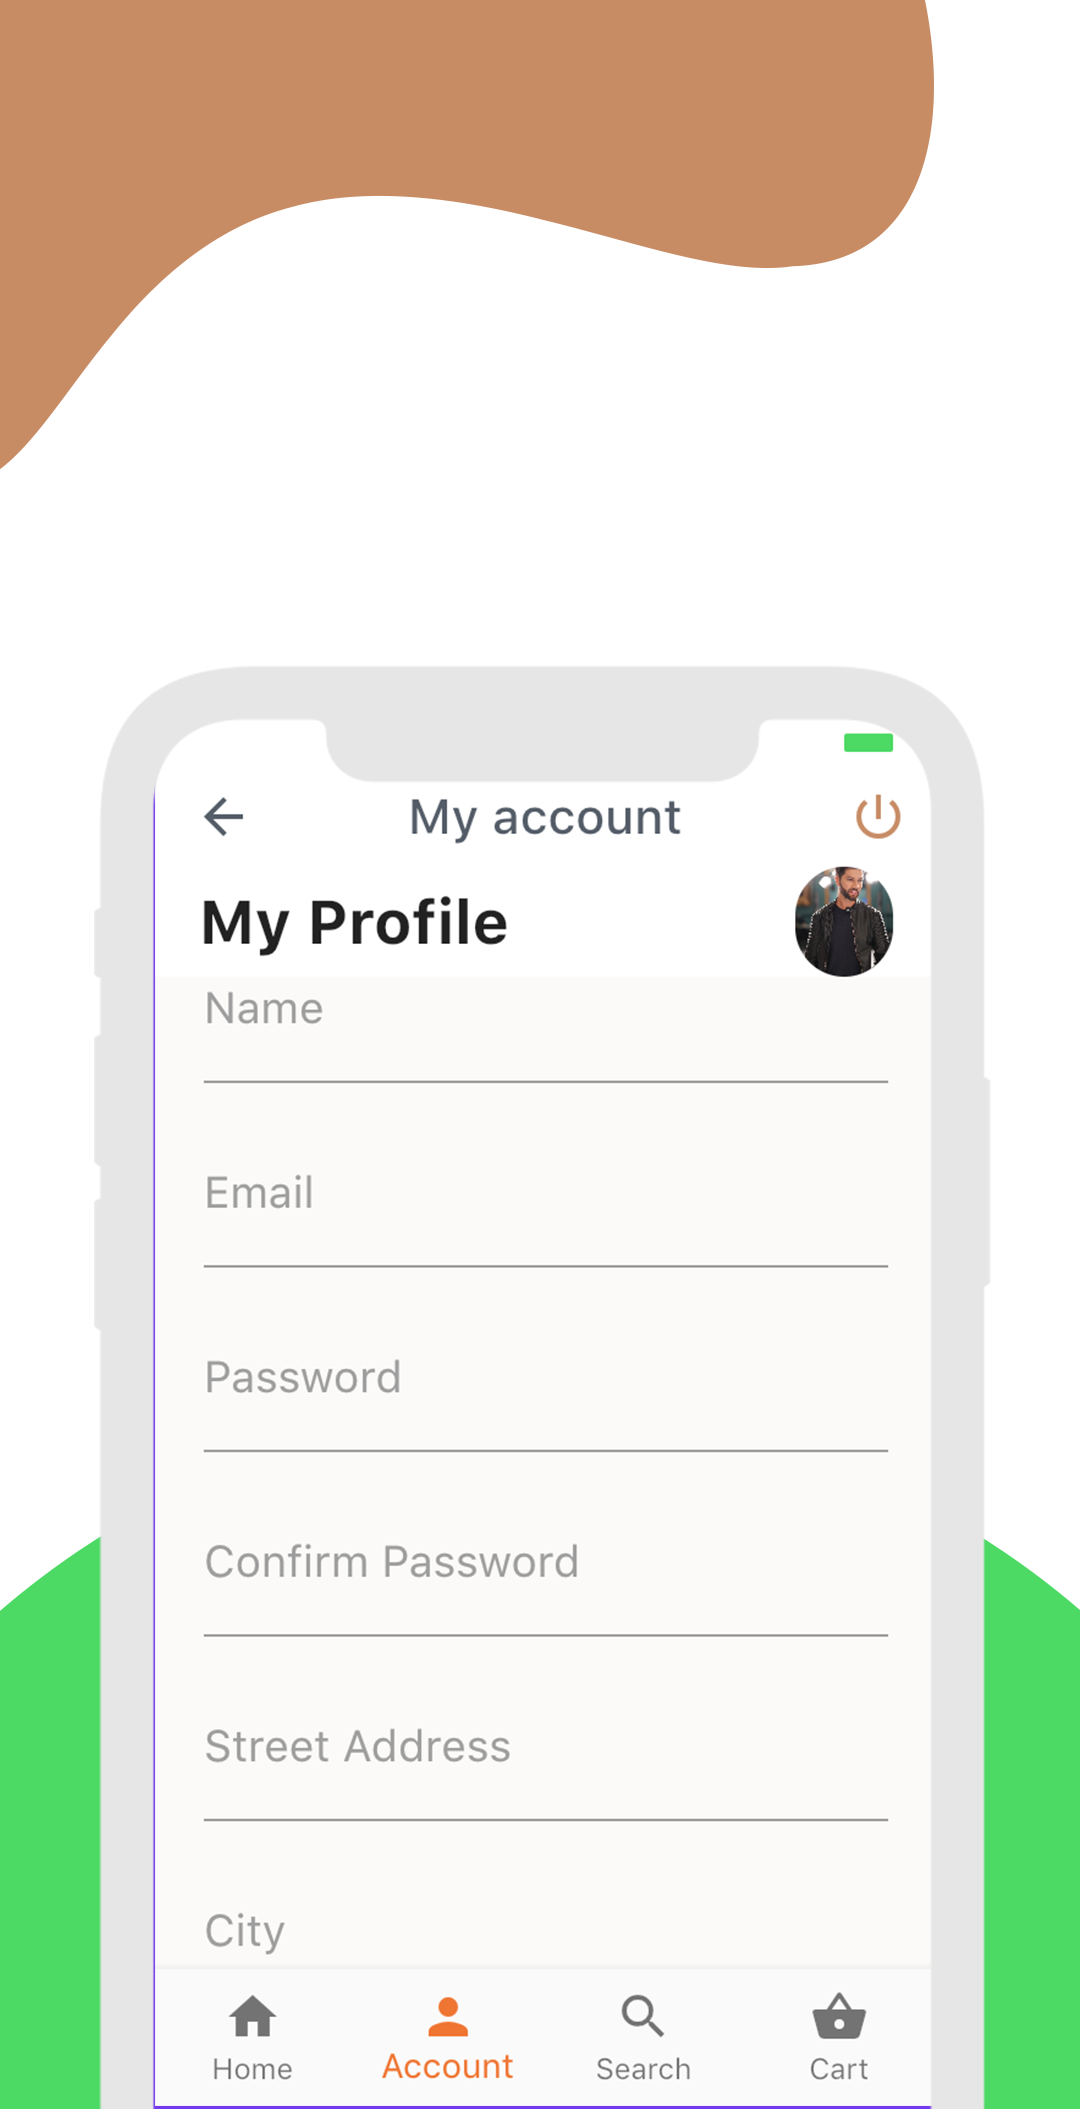 My account
My Profile
Name
Email
Password
Confirm Password
Street Address
City
Home
Account
Search
Cart